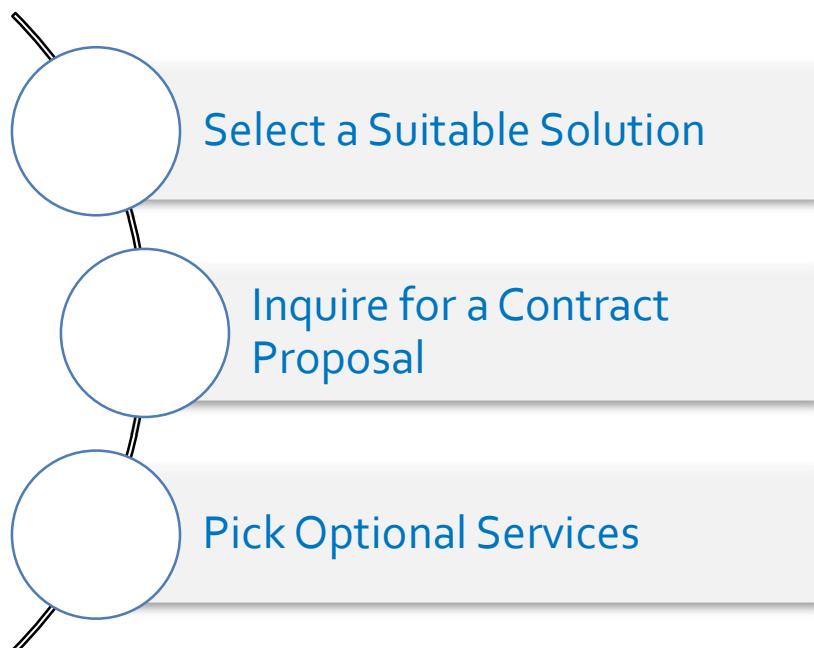 Select a Suitable Solution
Inquire for a Contract
Proposal
Pick Optional Services